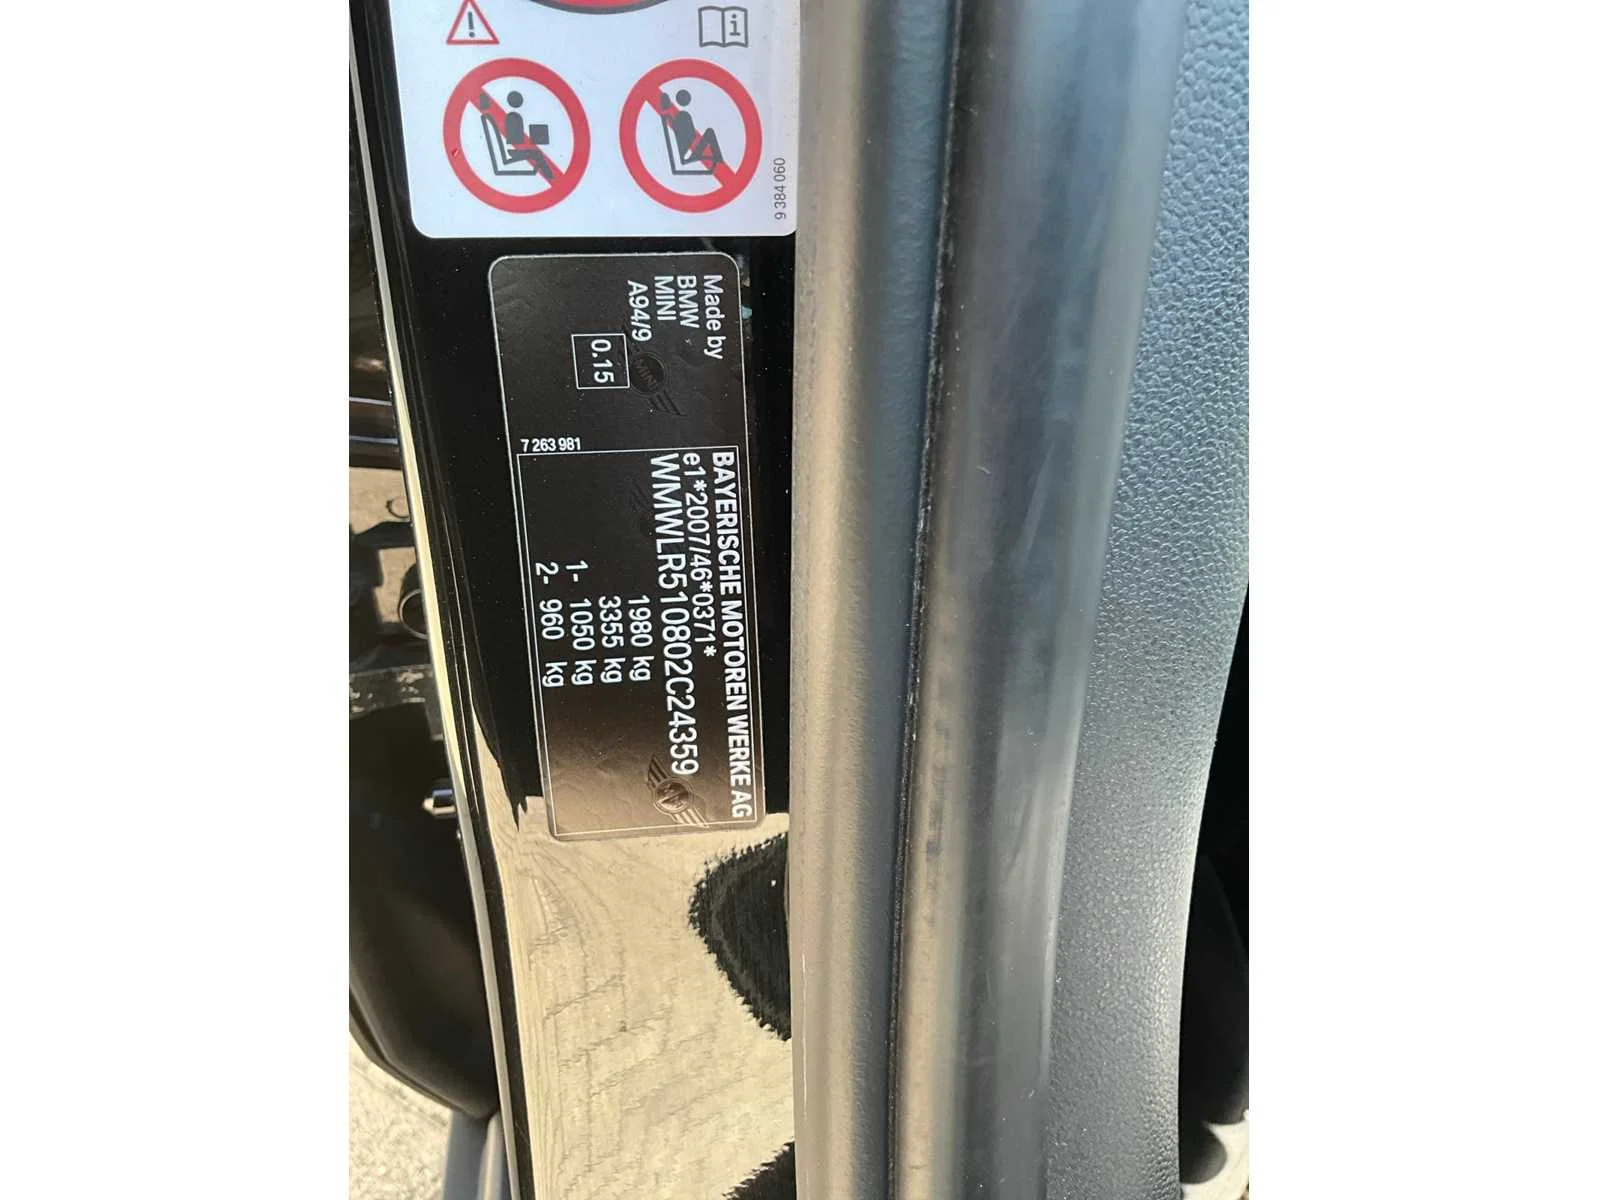 9 384 060
Made by
BMW
MINI
A94/9
0.15
MINI
7 263 981
BAYERISCHE MOTOREN WERKE AG
e1*2007/46*0371*
WMWLR510802C24359
1980 kg
3355 kg
1- 1050 kg
2- 960 kg